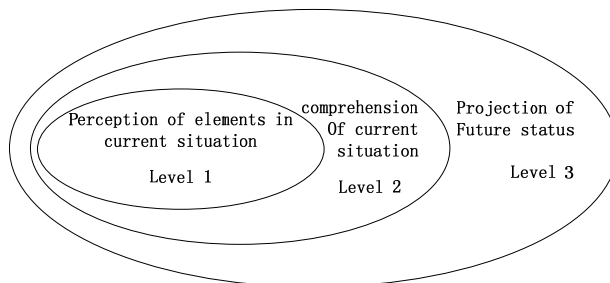 Perception of elements in
current situation
Level 1
comprehension
Of current
situation
Level 2
Projection of
Future status
Level 3